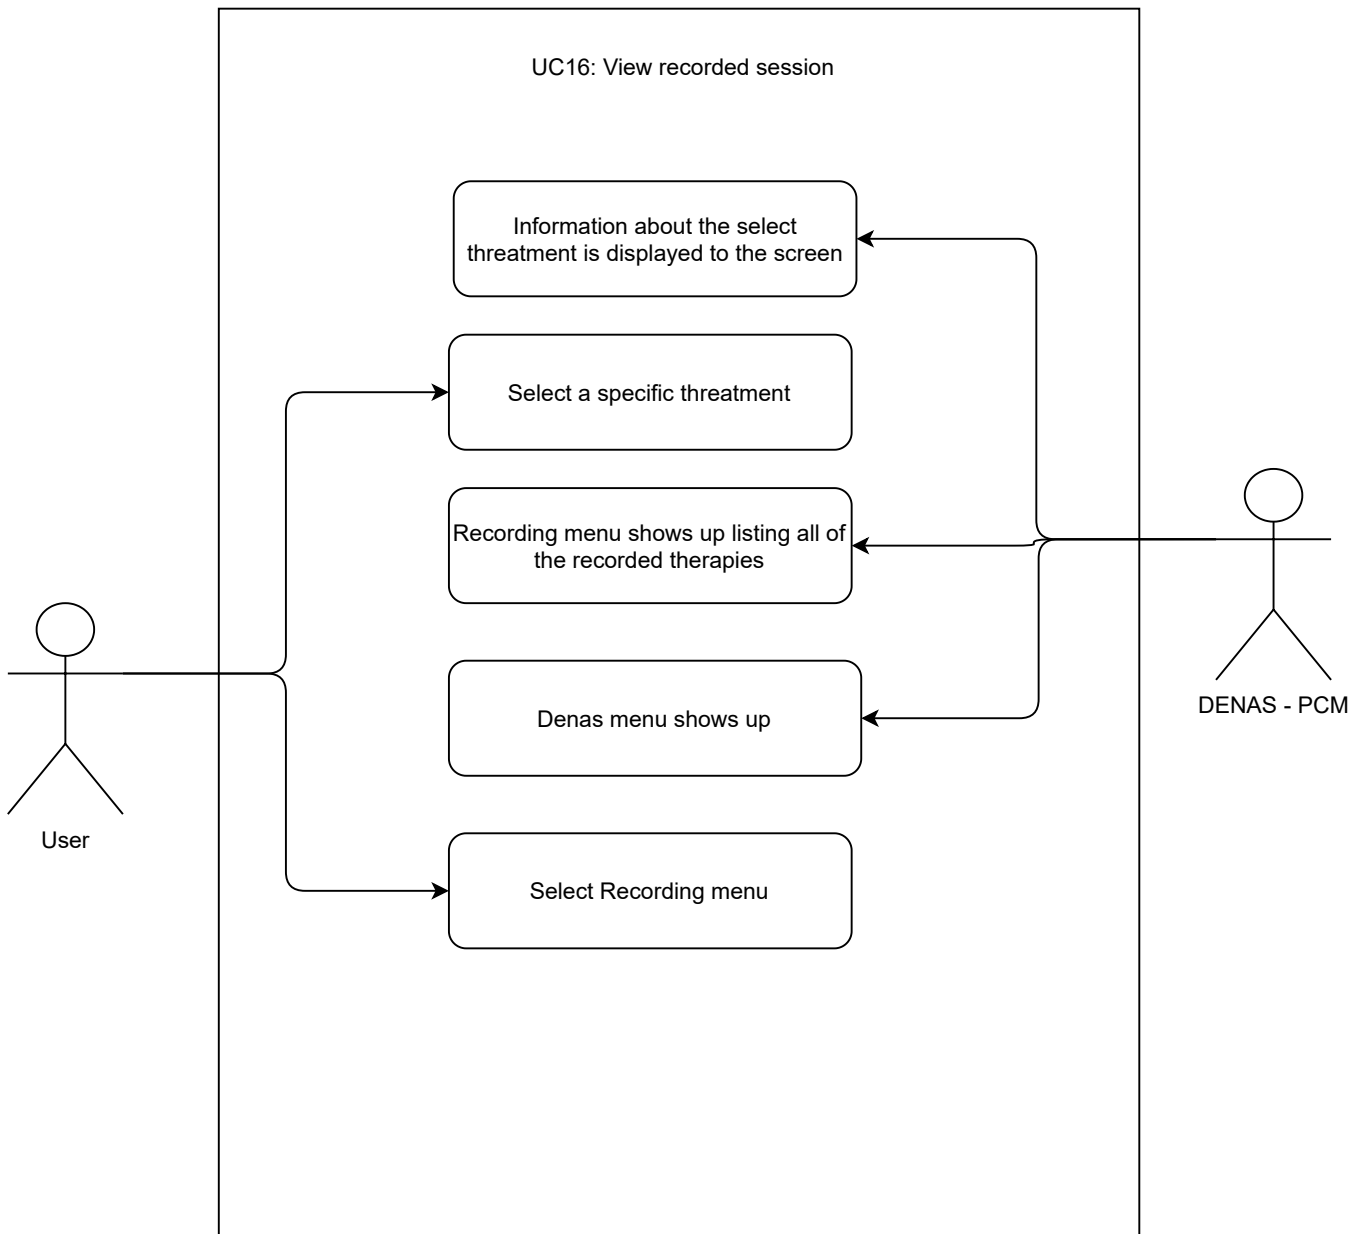 UC16: View recorded session
Information about the select
threatment is displayed to the screen
Select a specific threatment
Recording menu shows up listing all of
the recorded therapies
Denas menu shows up
Select Recording menu
User
DENAS - PCM